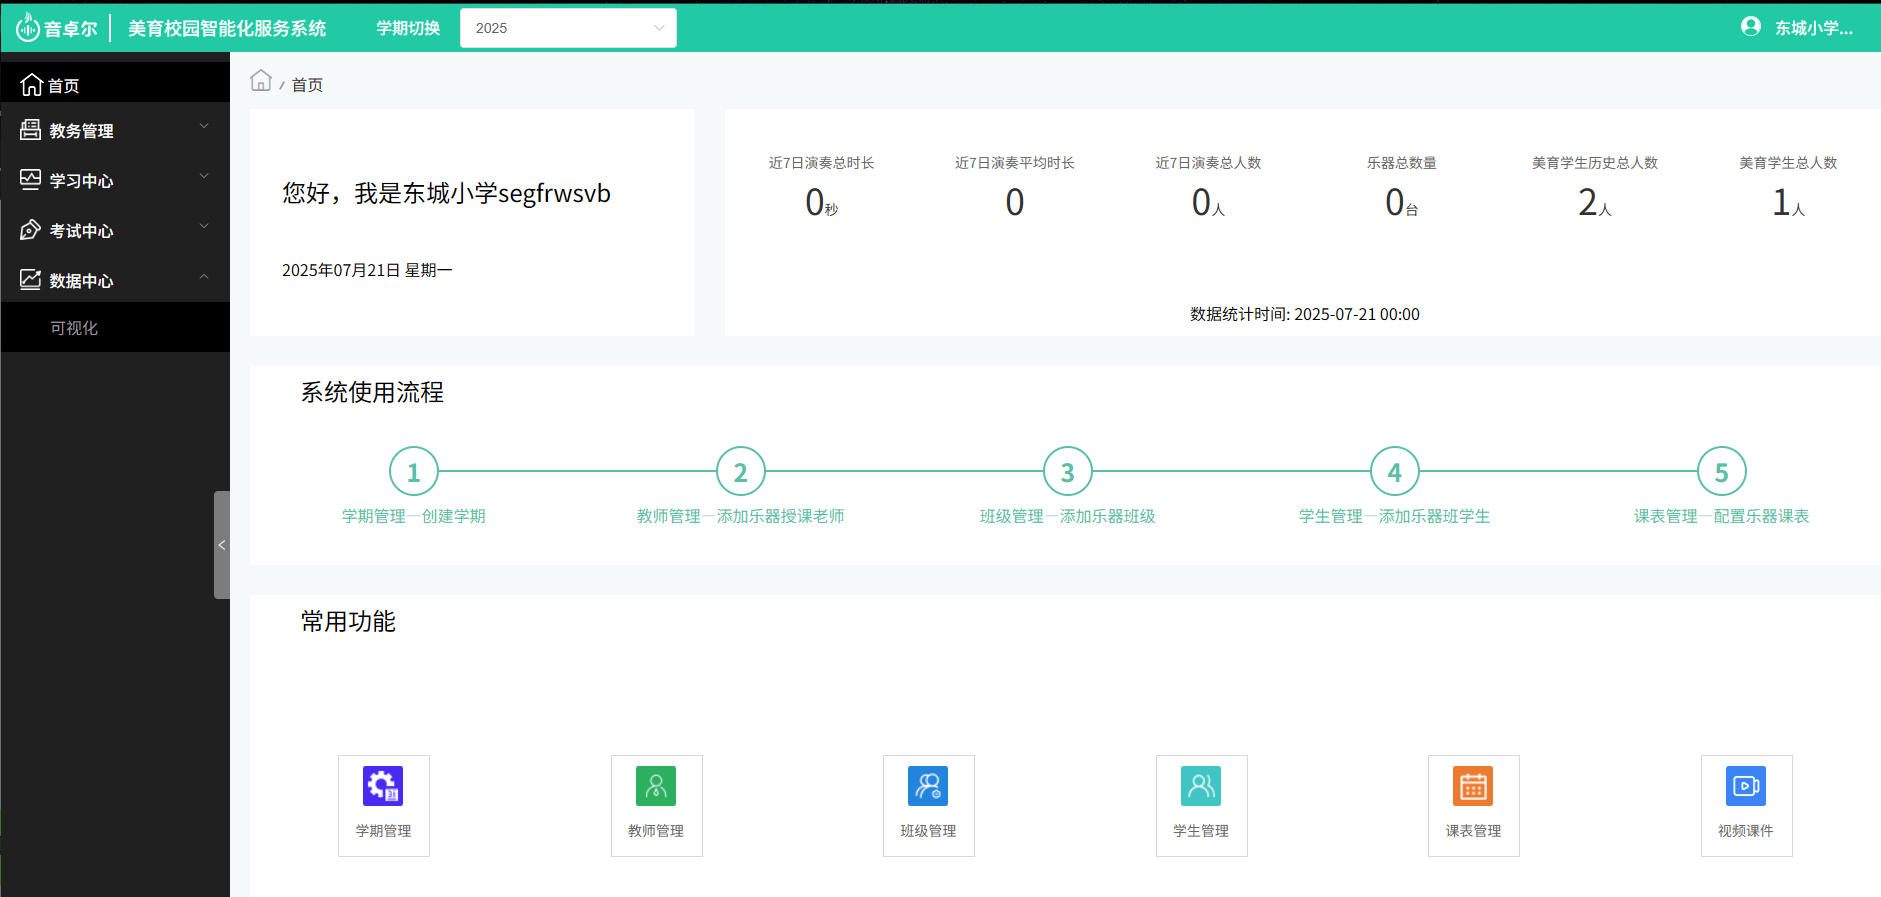 音卓尔
美育校园智能化服务系统
学期切换
2025
东城小学...
首页
教务管理
学习中心
考试中心
数据中心
可视化
/ 首页
您好，我是东城小学segfrwsvb
2025年07月21日 星期一
近7日演奏总时长
0秒
近7日演奏平均时长
0
近7日演奏总人数
0人
乐器总数量
0台
美育学生历史总人数
2人
美育学生总人数
1人
数据统计时间: 2025-07-21 00:00
系统使用流程
1
学期管理—创建学期
2
教师管理—添加乐器授课老师
3
班级管理—添加乐器班级
4
学生管理—添加乐器班学生
5
课表管理—配置乐器课表
常用功能
31
学期管理
教师管理
班级管理
学生管理
课表管理
视频课件